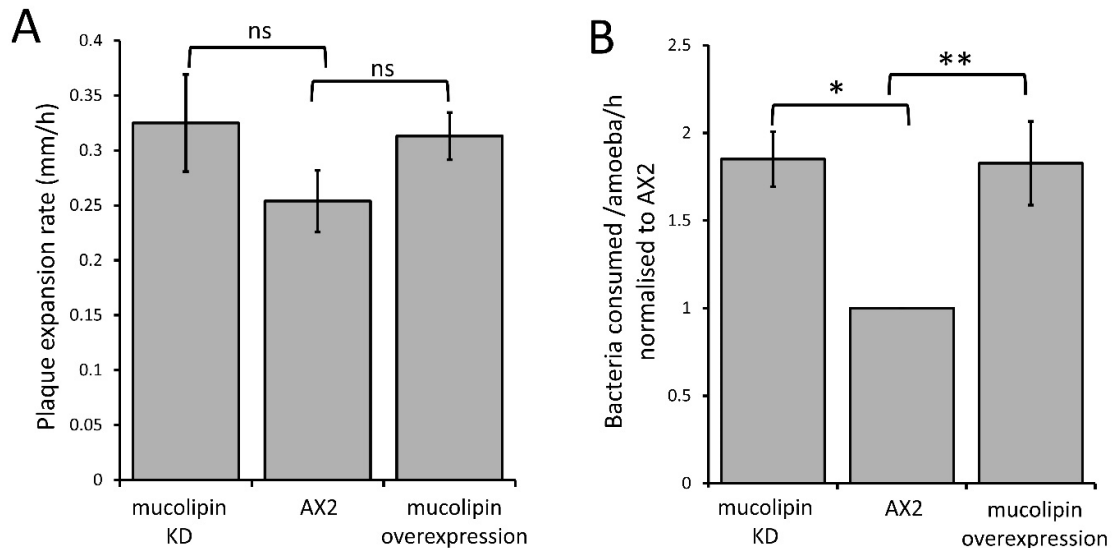 A
Plaque expansion rate (mm/h)
0.4
0.35
0.3
0.25
0.2
0.15
0.1
0.05
0
ns
ns
mucolipin
KD
AX2
mucolipin
overexpression
B
Bacteria consumed /amoeba/h
normalised to AX2
2.5
2
1.5
1
0.5
0
*
**
mucolipin
KD
AX2
mucolipin
overexpression